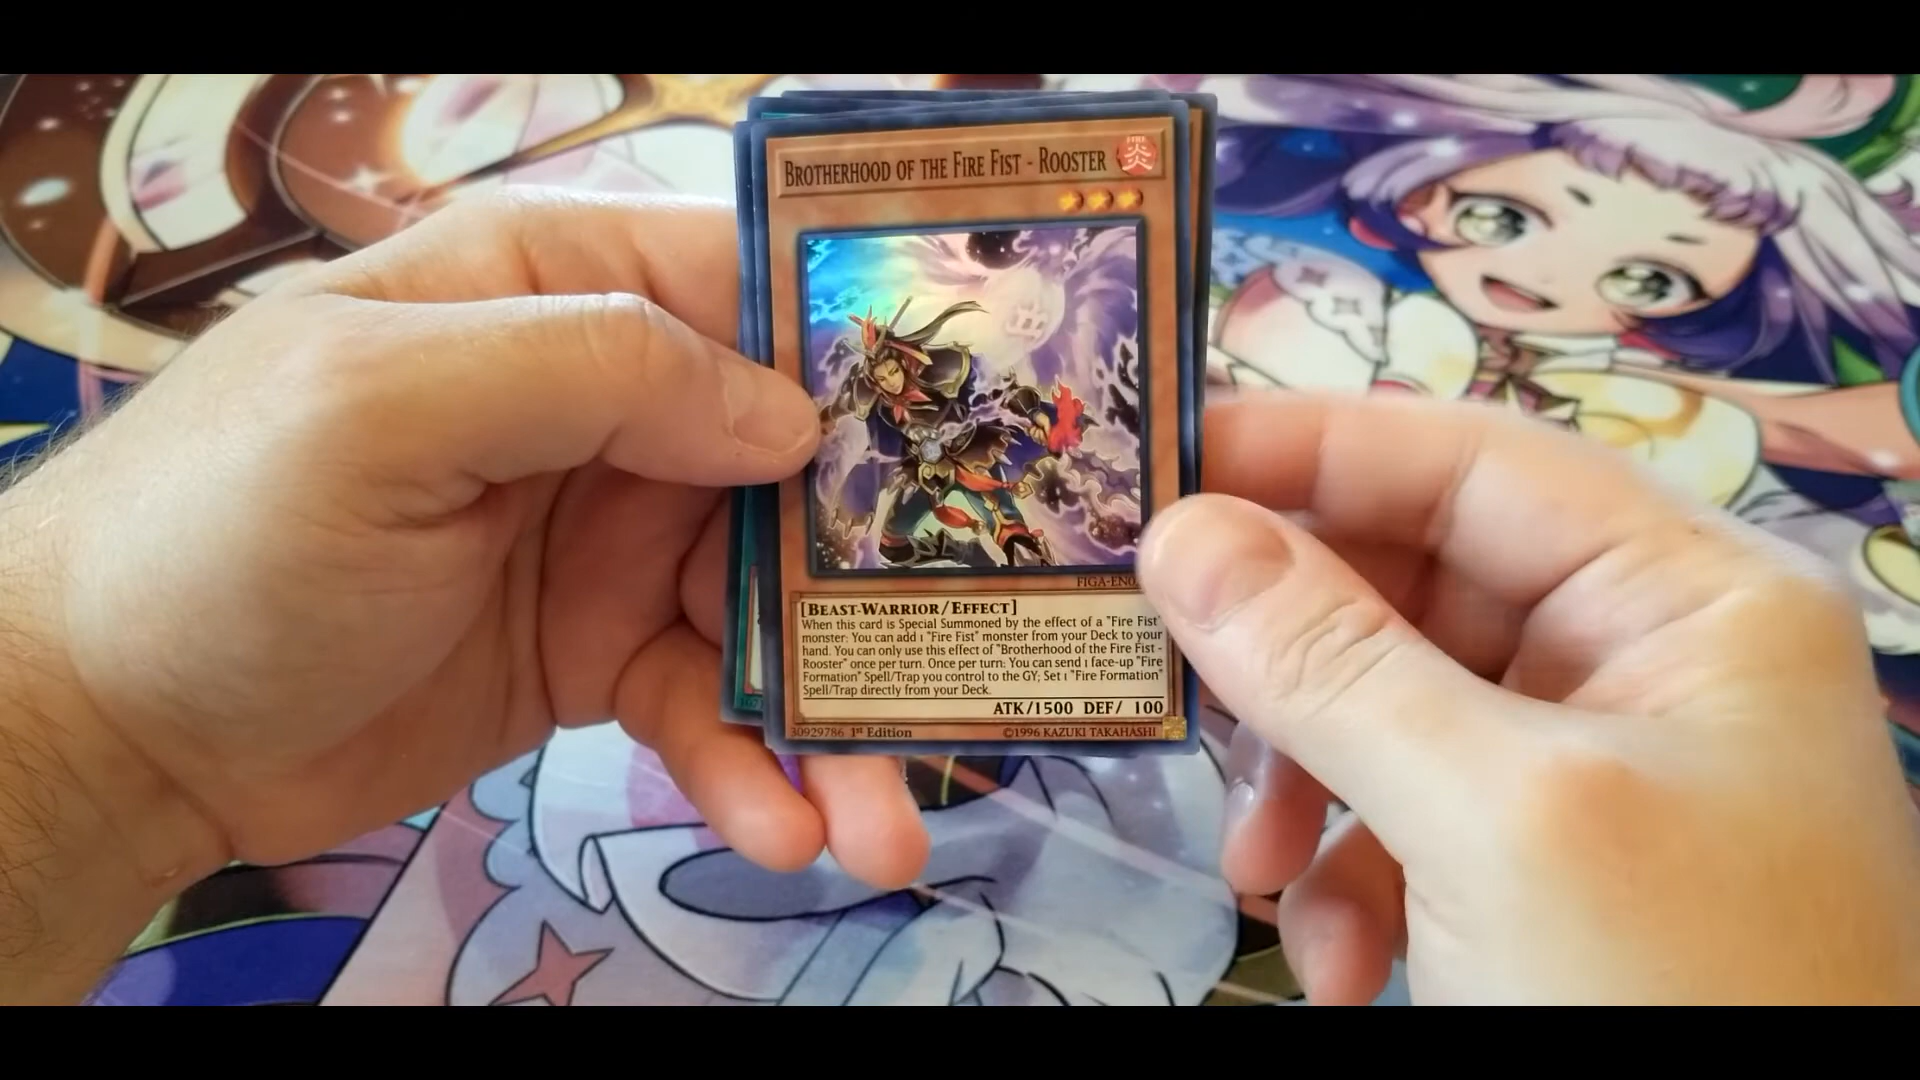 BROTHERHOOD OF THE FIRE FIST - ROOSTER
FIRE
炎
FIGA-EN0
[BEAST-WARRIOR/EFFECT]
When this card is Special Summoned by the effect of a "Fire Fist"
monster: You can add 1 "Fire Fist" monster from your Deck to your
hand. You can only use this effect of "Brotherhood of the Fire Fist -
Rooster" once per turn. Once per turn: You can send 1 face-up "Fire
Formation" Spell/Trap you control to the GY; Set 1 "Fire Formation"
Spell/Trap directly from your Deck.
ATK/1500 DEF/ 100
30929786 1st Edition ©1996 KAZUKI TAKAHASHI